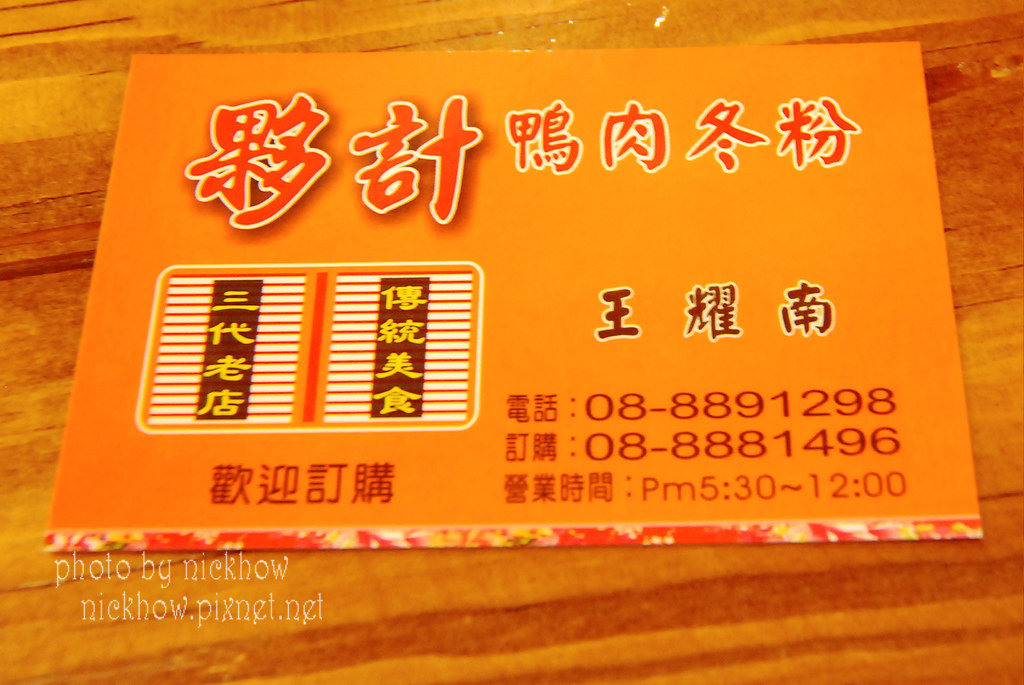 夥計 鴨肉冬粉
傳統美食
三代老店
王耀南
電話：08-8891298
訂購：08-8881496
營業時間：Pm5:30~12:00
歡迎訂購
photo by nickhow
nickhow.pixnet.net